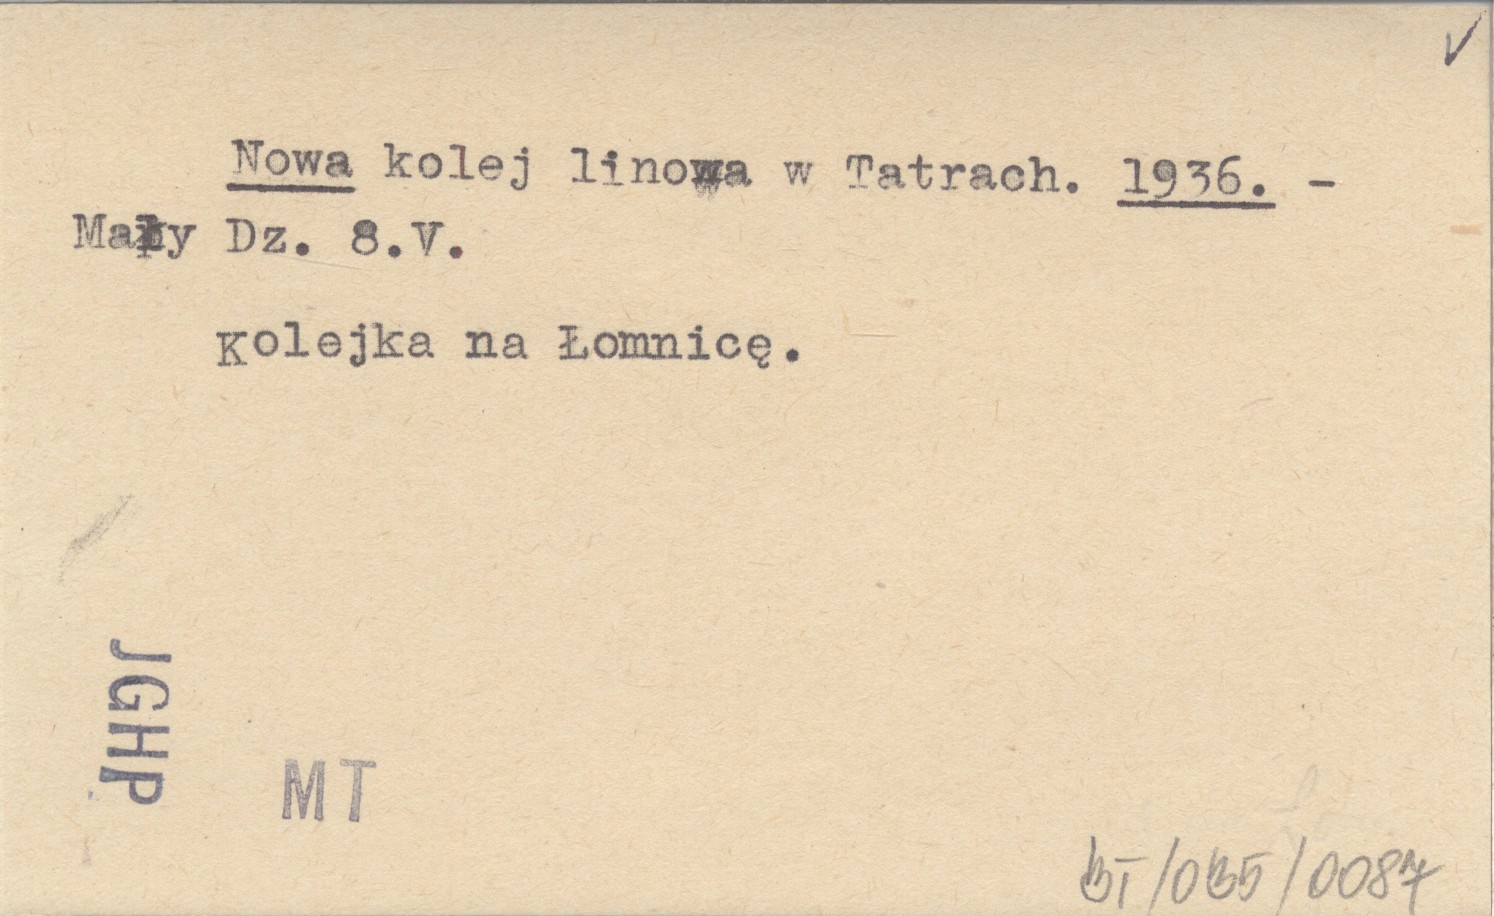 Nowa kolej linowa w Tatrach. 1936. -
Mały Dz. 8.V.
Kolejka na Łomnicę.
JGHP
MT
BT/035/0087